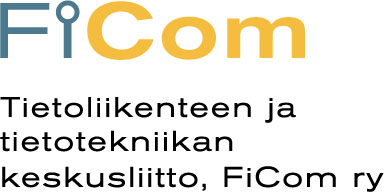 FiCom
Tietoliikenteen ja
tietotekniikan
keskusliitto, FiCom ry